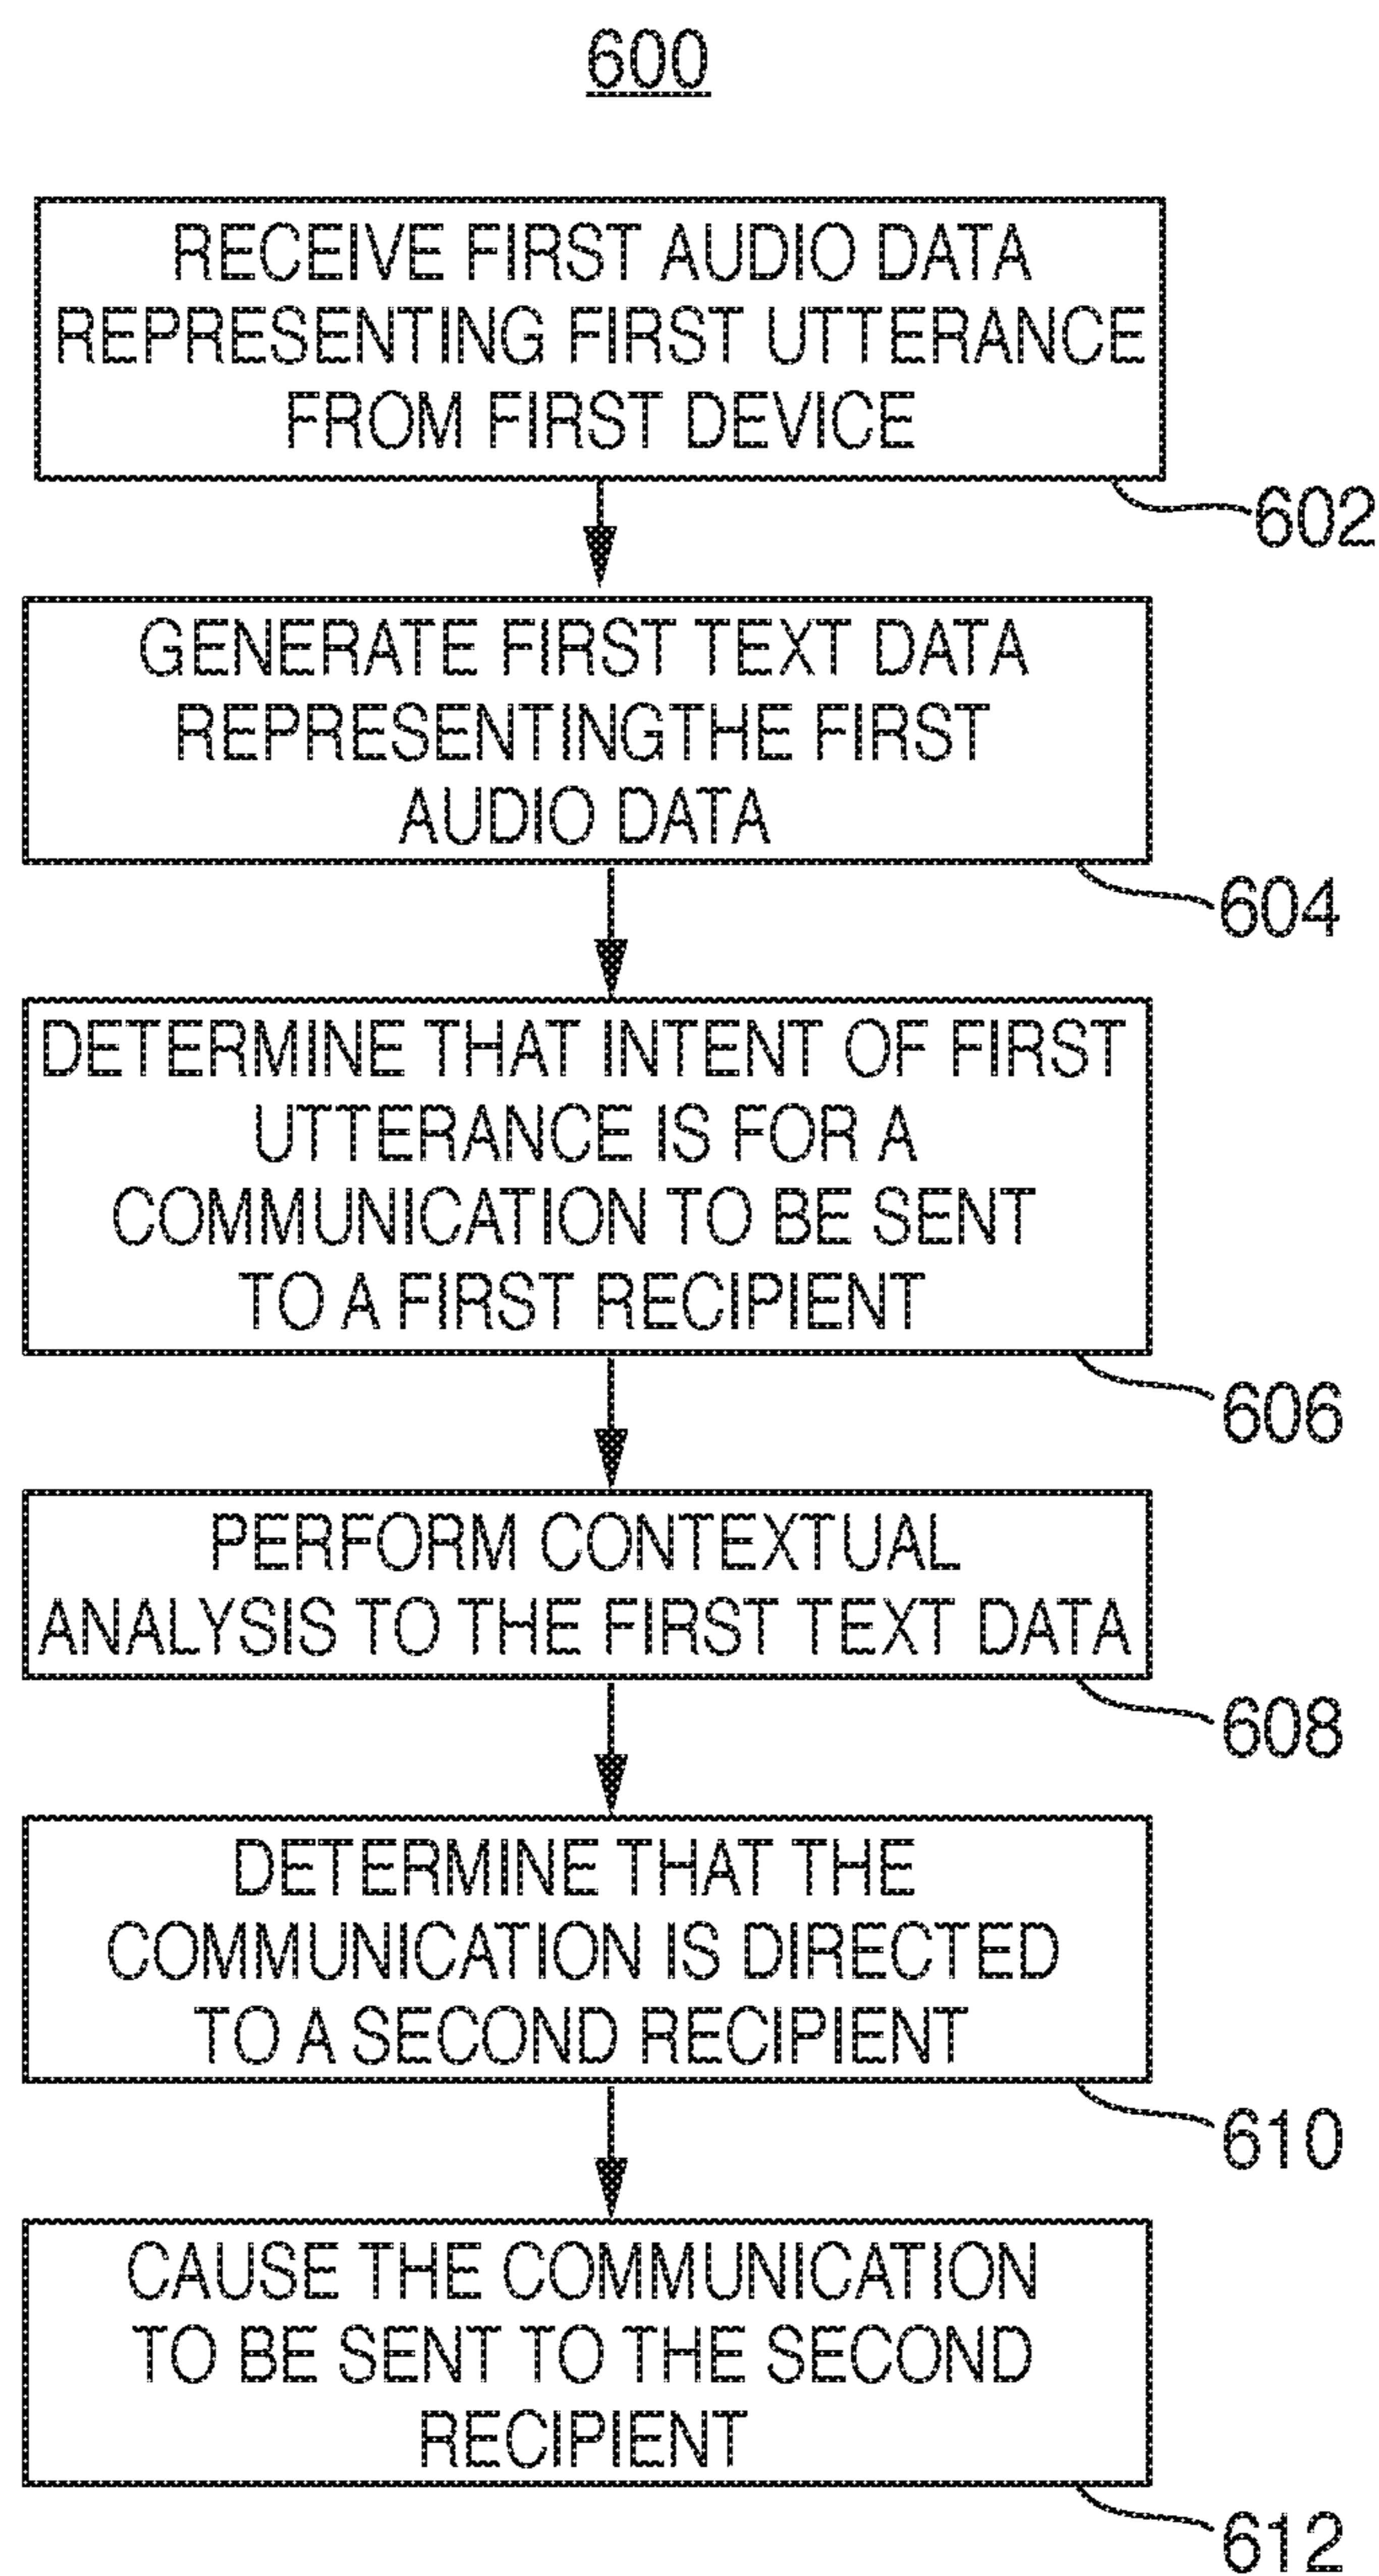 600
RECEIVE FIRST AUDIO DATA
REPRESENTING FIRST UTTERANCE
FROM FIRST DEVICE
602
GENERATE FIRST TEXT DATA
REPRESENTINGTHE FIRST
AUDIO DATA
604
DETERMINE THAT INTENT OF FIRST
UTTERANCE IS FOR A
COMMUNICATION TO BE SENT
TO A FIRST RECIPIENT
606
PERFORM CONTEXTUAL
ANALYSIS TO THE FIRST TEXT DATA
608
DETERMINE THAT THE
COMMUNICATION IS DIRECTED
TO A SECOND RECIPIENT
610
CAUSE THE COMMUNICATION
TO BE SENT TO THE SECOND
RECIPIENT
612